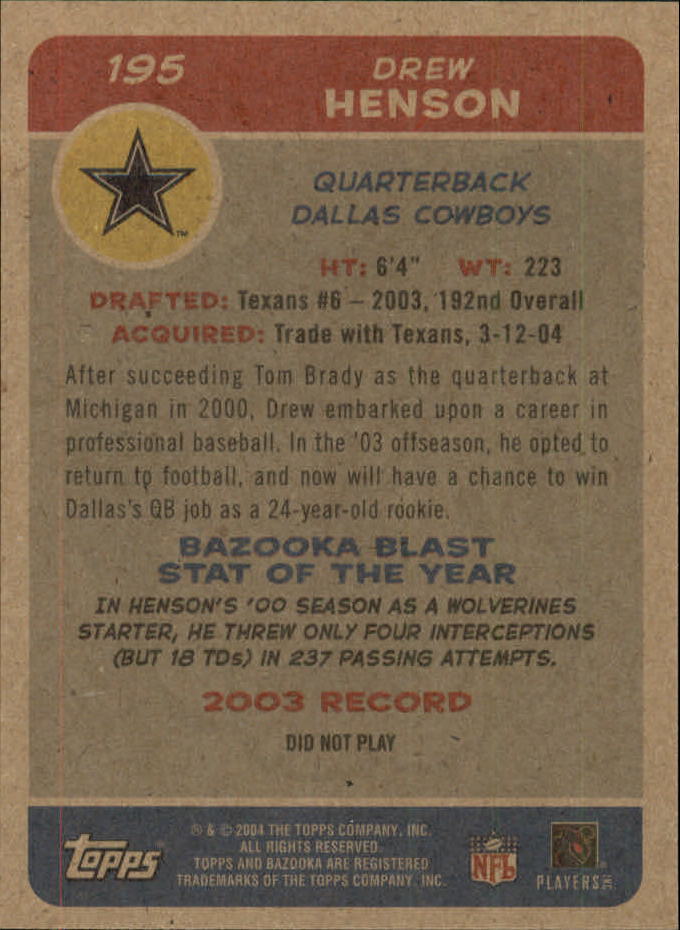 195
DREW
HENSON
TM
QUARTERBACK
DALLAS COWBOYS
HT: 6'4" WT: 223
DRAFTED: Texans #6 – 2003, 192nd Overall
ACQUIRED: Trade with Texans, 3-12-04
After succeeding Tom Brady as the quarterback at
Michigan in 2000, Drew embarked upon a career in
professional baseball. In the '03 offseason, he opted to
return to football, and now will have a chance to win
Dallas's QB job as a 24-year-old rookie.
BAZOOKA BLAST
STAT OF THE YEAR
IN HENSON'S '00 SEASON AS A WOLVERINES
STARTER, HE THREW ONLY FOUR INTERCEPTIONS
(BUT 18 TDs) IN 237 PASSING ATTEMPTS.
2003 RECORD
DID NOT PLAY
topps
® & © 2004 THE TOPPS COMPANY, INC.
ALL RIGHTS RESERVED.
TOPPS AND BAZOOKA ARE REGISTERED
TRADEMARKS OF THE TOPPS COMPANY, INC.
NFL
PLAYERS INC